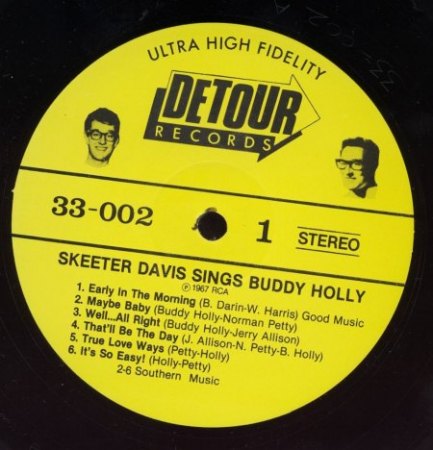 ULTRA HIGH FIDELITY
DETOUR
RECORDS
33-002
1
STEREO
SKEETER DAVIS SINGS BUDDY HOLLY
℗ 1967 RCA
1. Early In The Morning (B. Darin-W. Harris) Good Music
2. Maybe Baby (Buddy Holly-Norman Petty)
3. Well...All Right (Buddy Holly-Jerry Allison)
4. That'll Be The Day (J. Allison-N. Petty-B. Holly)
5. True Love Ways (Petty-Holly)
6. It's So Easy! (Holly-Petty)
2-6 Southern Music